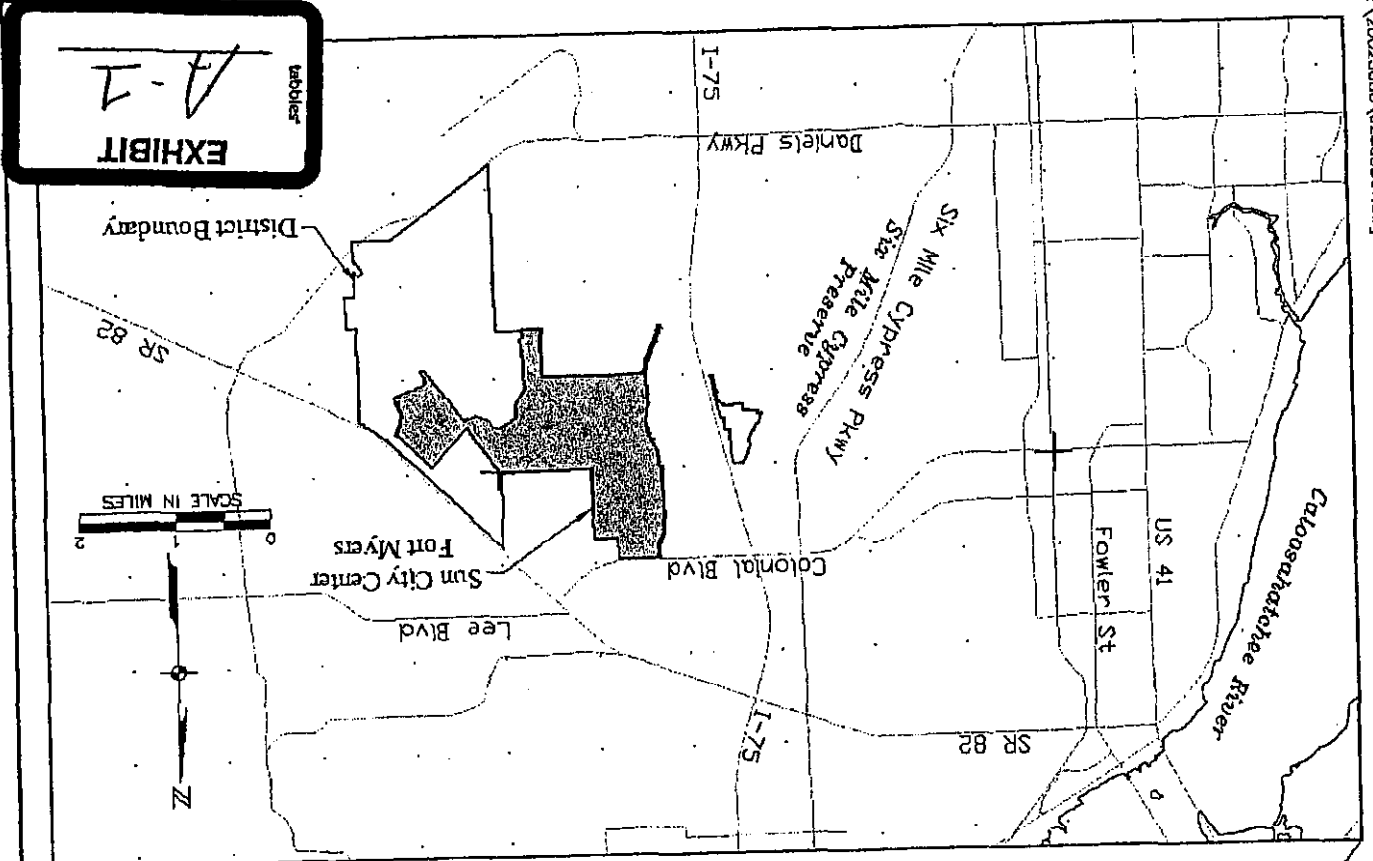 N
SR 82
I-75
Caloosahatchee River
Lee Blvd
US 41
Fowler St
Colonial Blvd
Sun City Center
Fort Myers
0 1 2
SCALE IN MILES
Six Mile Cypress Pkwy
Six Mile Cypress
Preserve
SR 82
District Boundary
Daniels Pkwy
I-75
EXHIBIT
A-1
tabbies